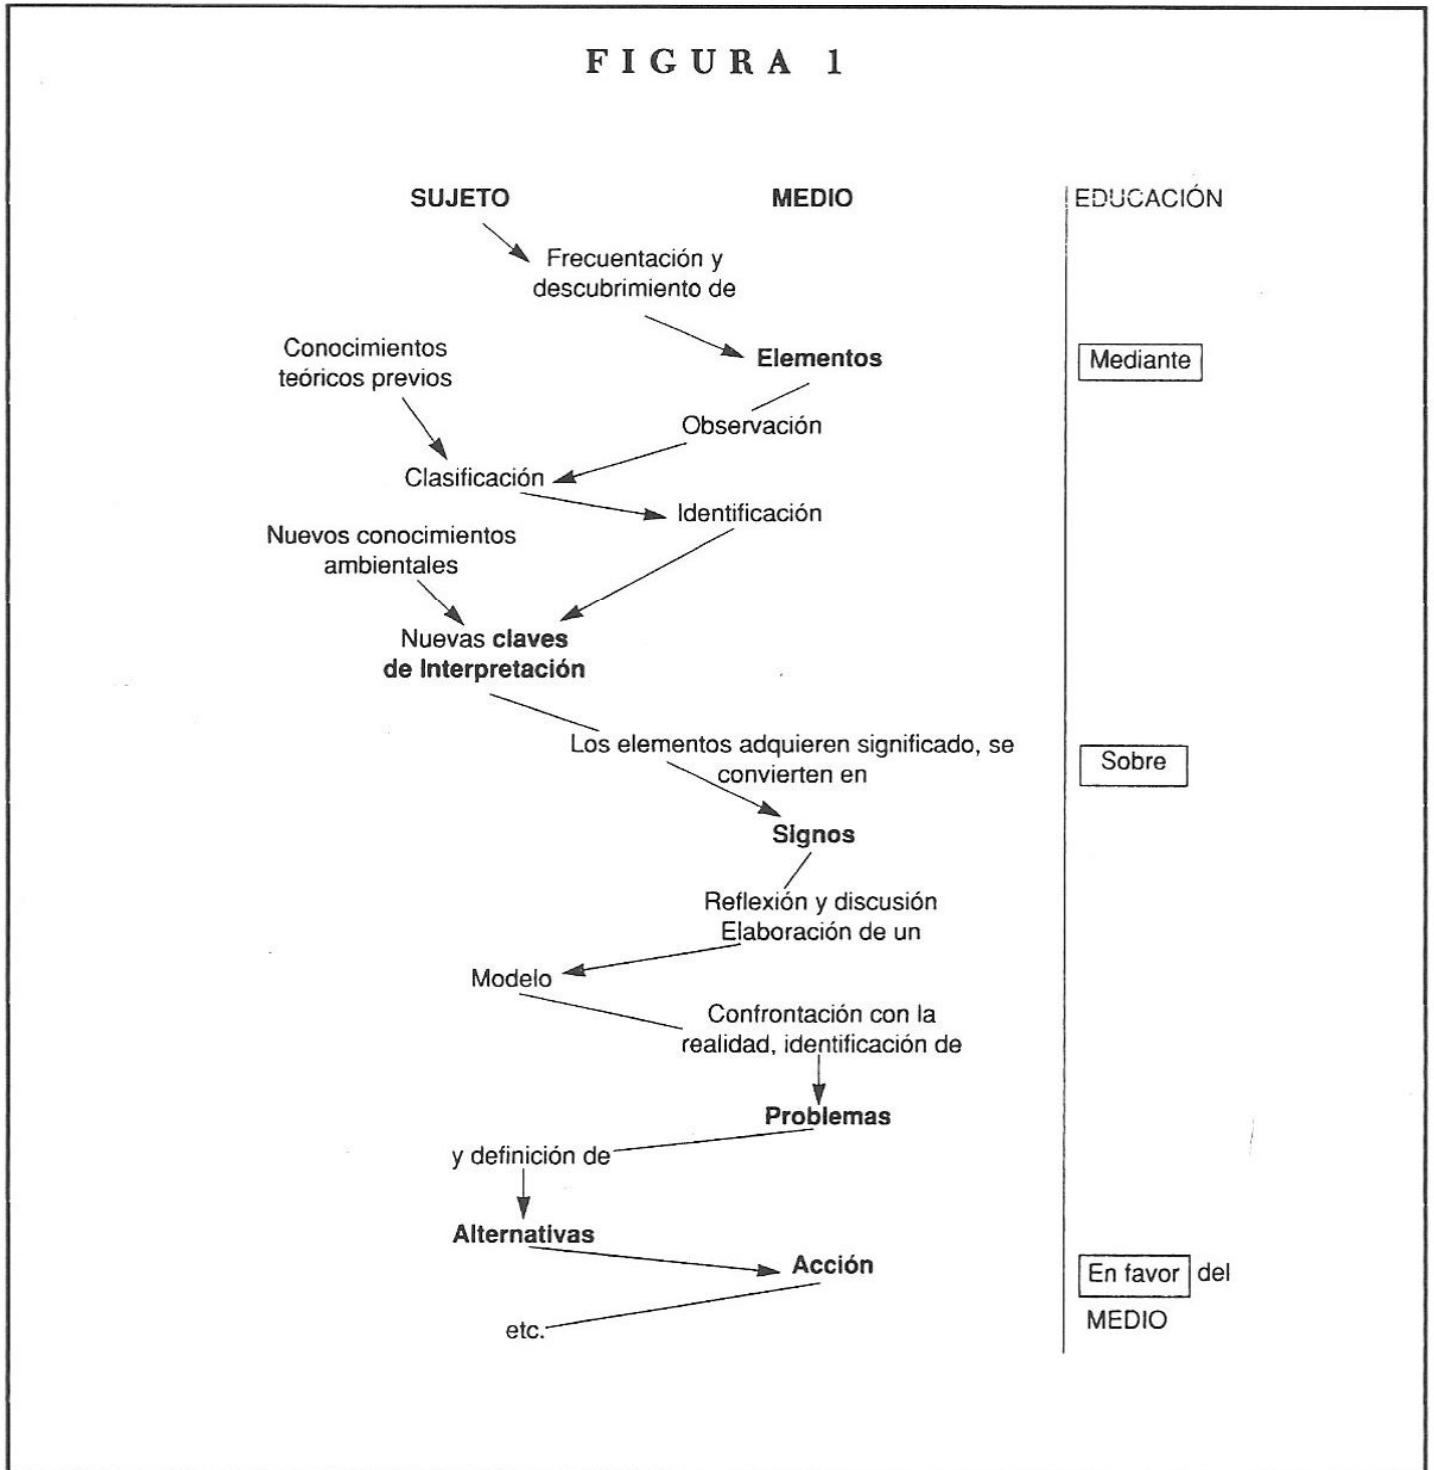 FIGURA 1
SUJETO
MEDIO
EDUCACIÓN
Frecuentación y
descubrimiento de
Conocimientos
teóricos previos
Elementos
Mediante
Observación
Clasificación
Identificación
Nuevos conocimientos
ambientales
Nuevas claves
de Interpretación
Los elementos adquieren significado, se
convierten en
Sobre
Signos
Reflexión y discusión
Elaboración de un
Modelo
Confrontación con la
realidad, identificación de
Problemas
y definición de
Alternativas
Acción
En favor del
MEDIO
etc.